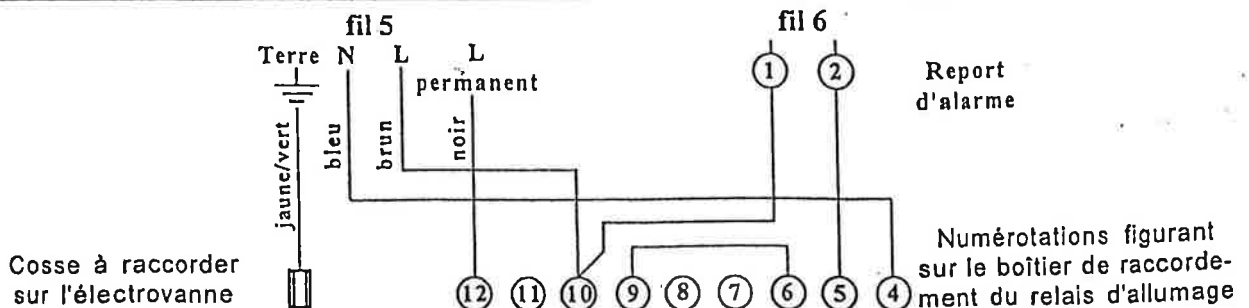 fil 5
fil 6
Terre N L L
permanent
1 2
Report
d'alarme
jaune/vert
bleu
brun
noir
Cosse à raccorder
sur l'électrovanne
12 11 10 9 8 7 6 5 4
Numérotations figurant
sur le boîtier de raccorde-
ment du relais d'allumage